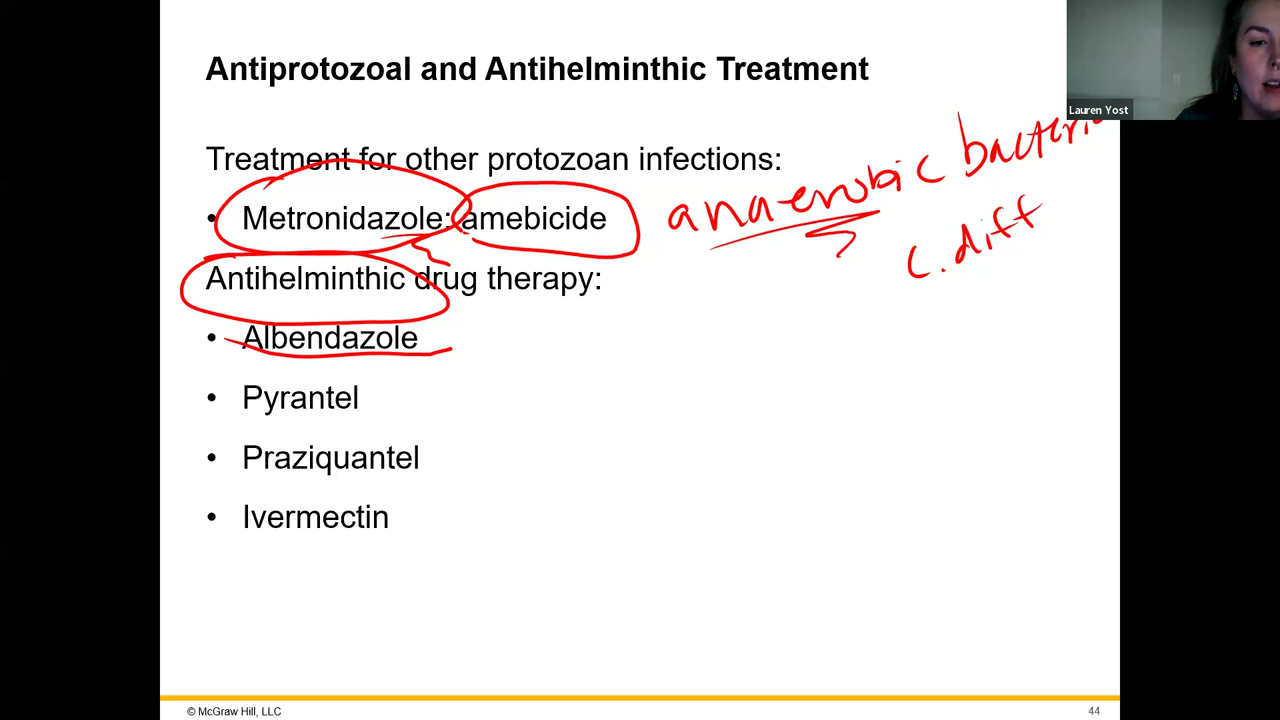 Lauren Yost
Antiprotozoal and Antihelminthic Treatment
Treatment for other protozoan infections:
• Metronidazole: amebicide
anaerobic bacteri
c. diff
Antihelminthic drug therapy:
• Albendazole
• Pyrantel
• Praziquantel
• Ivermectin
© McGraw Hill, LLC
44